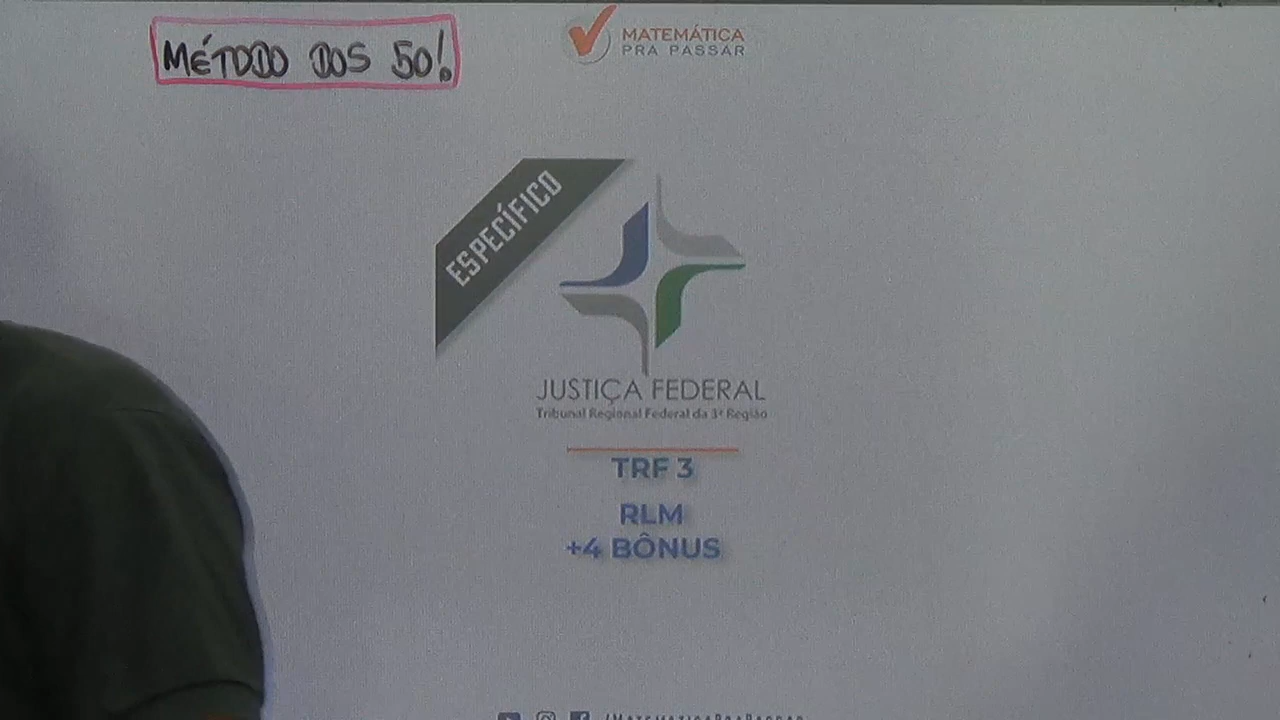 MÉTODO DOS 50!
MATEMÁTICA
PRA PASSAR
ESPECÍFICO
JUSTIÇA FEDERAL
Tribunal Regional Federal da 3ª Região
TRF 3
RLM
+4 BÔNUS
/MATEMATICAPRAPASSAR